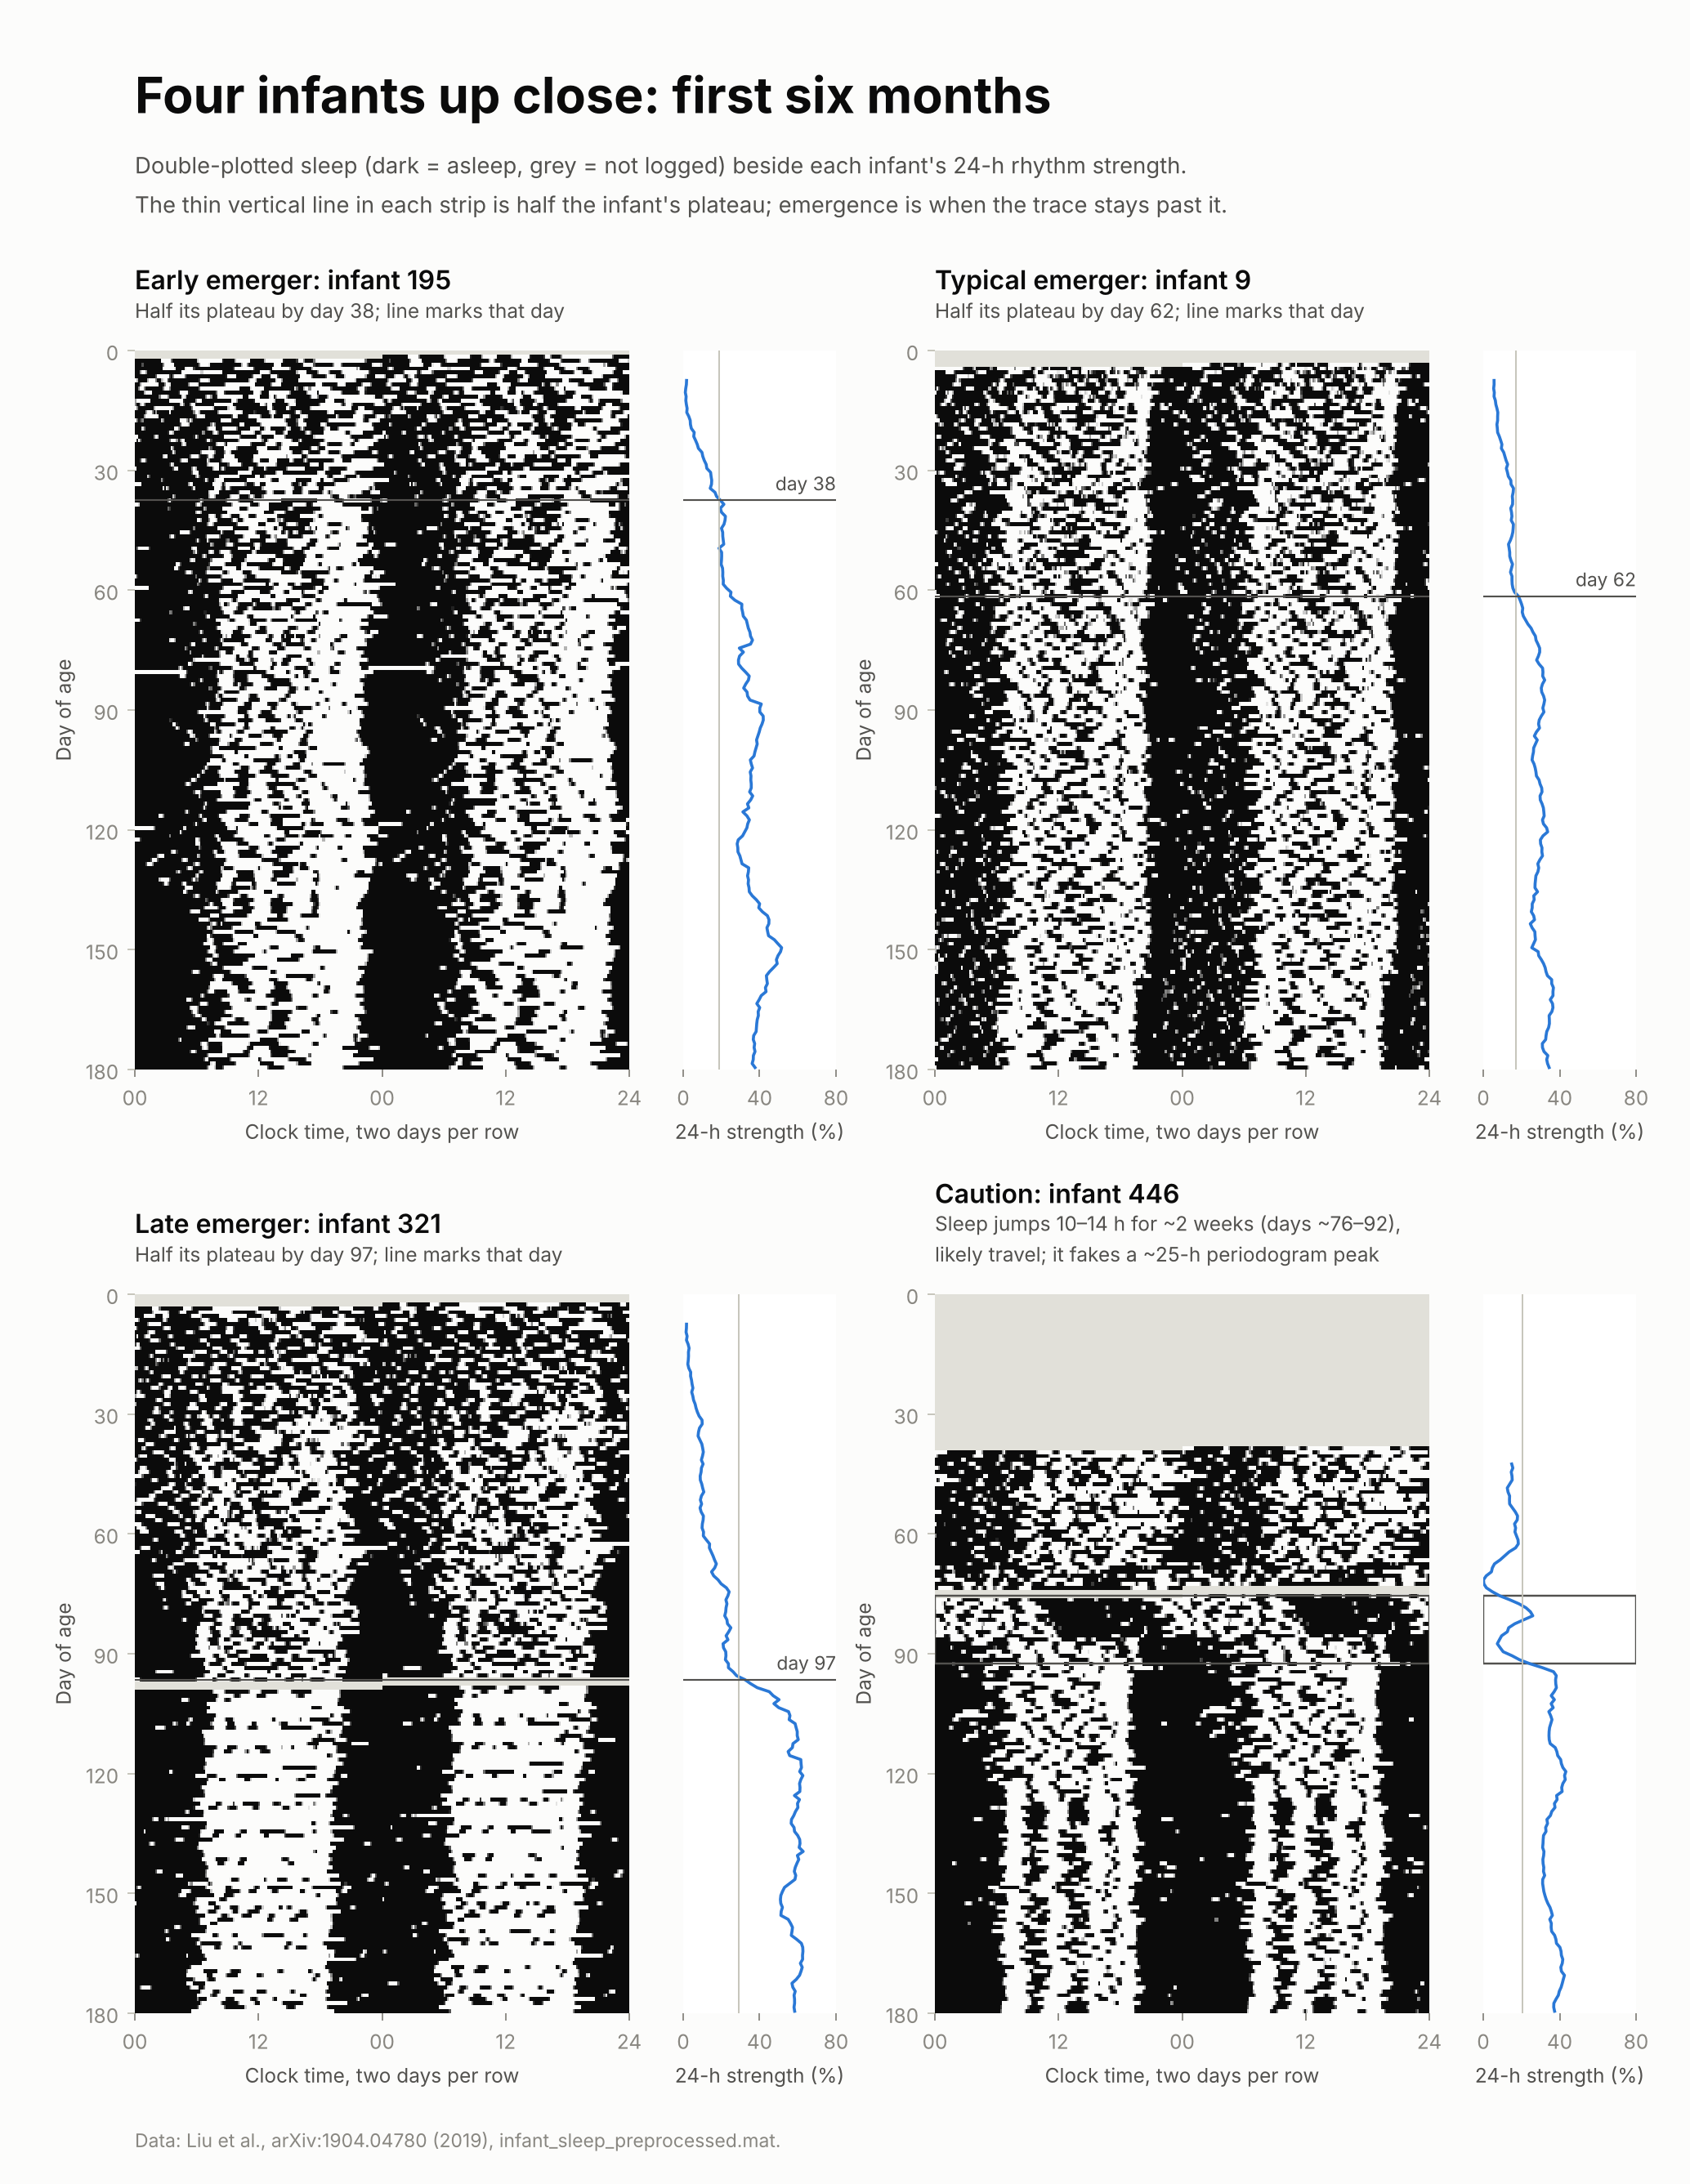 Four infants up close: first six months
Double-plotted sleep (dark = asleep, grey = not logged) beside each infant's 24-h rhythm strength.
The thin vertical line in each strip is half the infant's plateau; emergence is when the trace stays past it.
Early emerger: infant 195
Half its plateau by day 38; line marks that day
Day of age
0
30
60
90
120
150
180
00
12
00
12
24
Clock time, two days per row
day 38
0
40
80
24-h strength (%)
Typical emerger: infant 9
Half its plateau by day 62; line marks that day
Day of age
0
30
60
90
120
150
180
00
12
00
12
24
Clock time, two days per row
day 62
0
40
80
24-h strength (%)
Late emerger: infant 321
Half its plateau by day 97; line marks that day
Day of age
0
30
60
90
120
150
180
00
12
00
12
24
Clock time, two days per row
day 97
0
40
80
24-h strength (%)
Caution: infant 446
Sleep jumps 10–14 h for ~2 weeks (days ~76–92),
likely travel; it fakes a ~25-h periodogram peak
Day of age
0
30
60
90
120
150
180
00
12
00
12
24
Clock time, two days per row
0
40
80
24-h strength (%)
Data: Liu et al., arXiv:1904.04780 (2019), infant_sleep_preprocessed.mat.